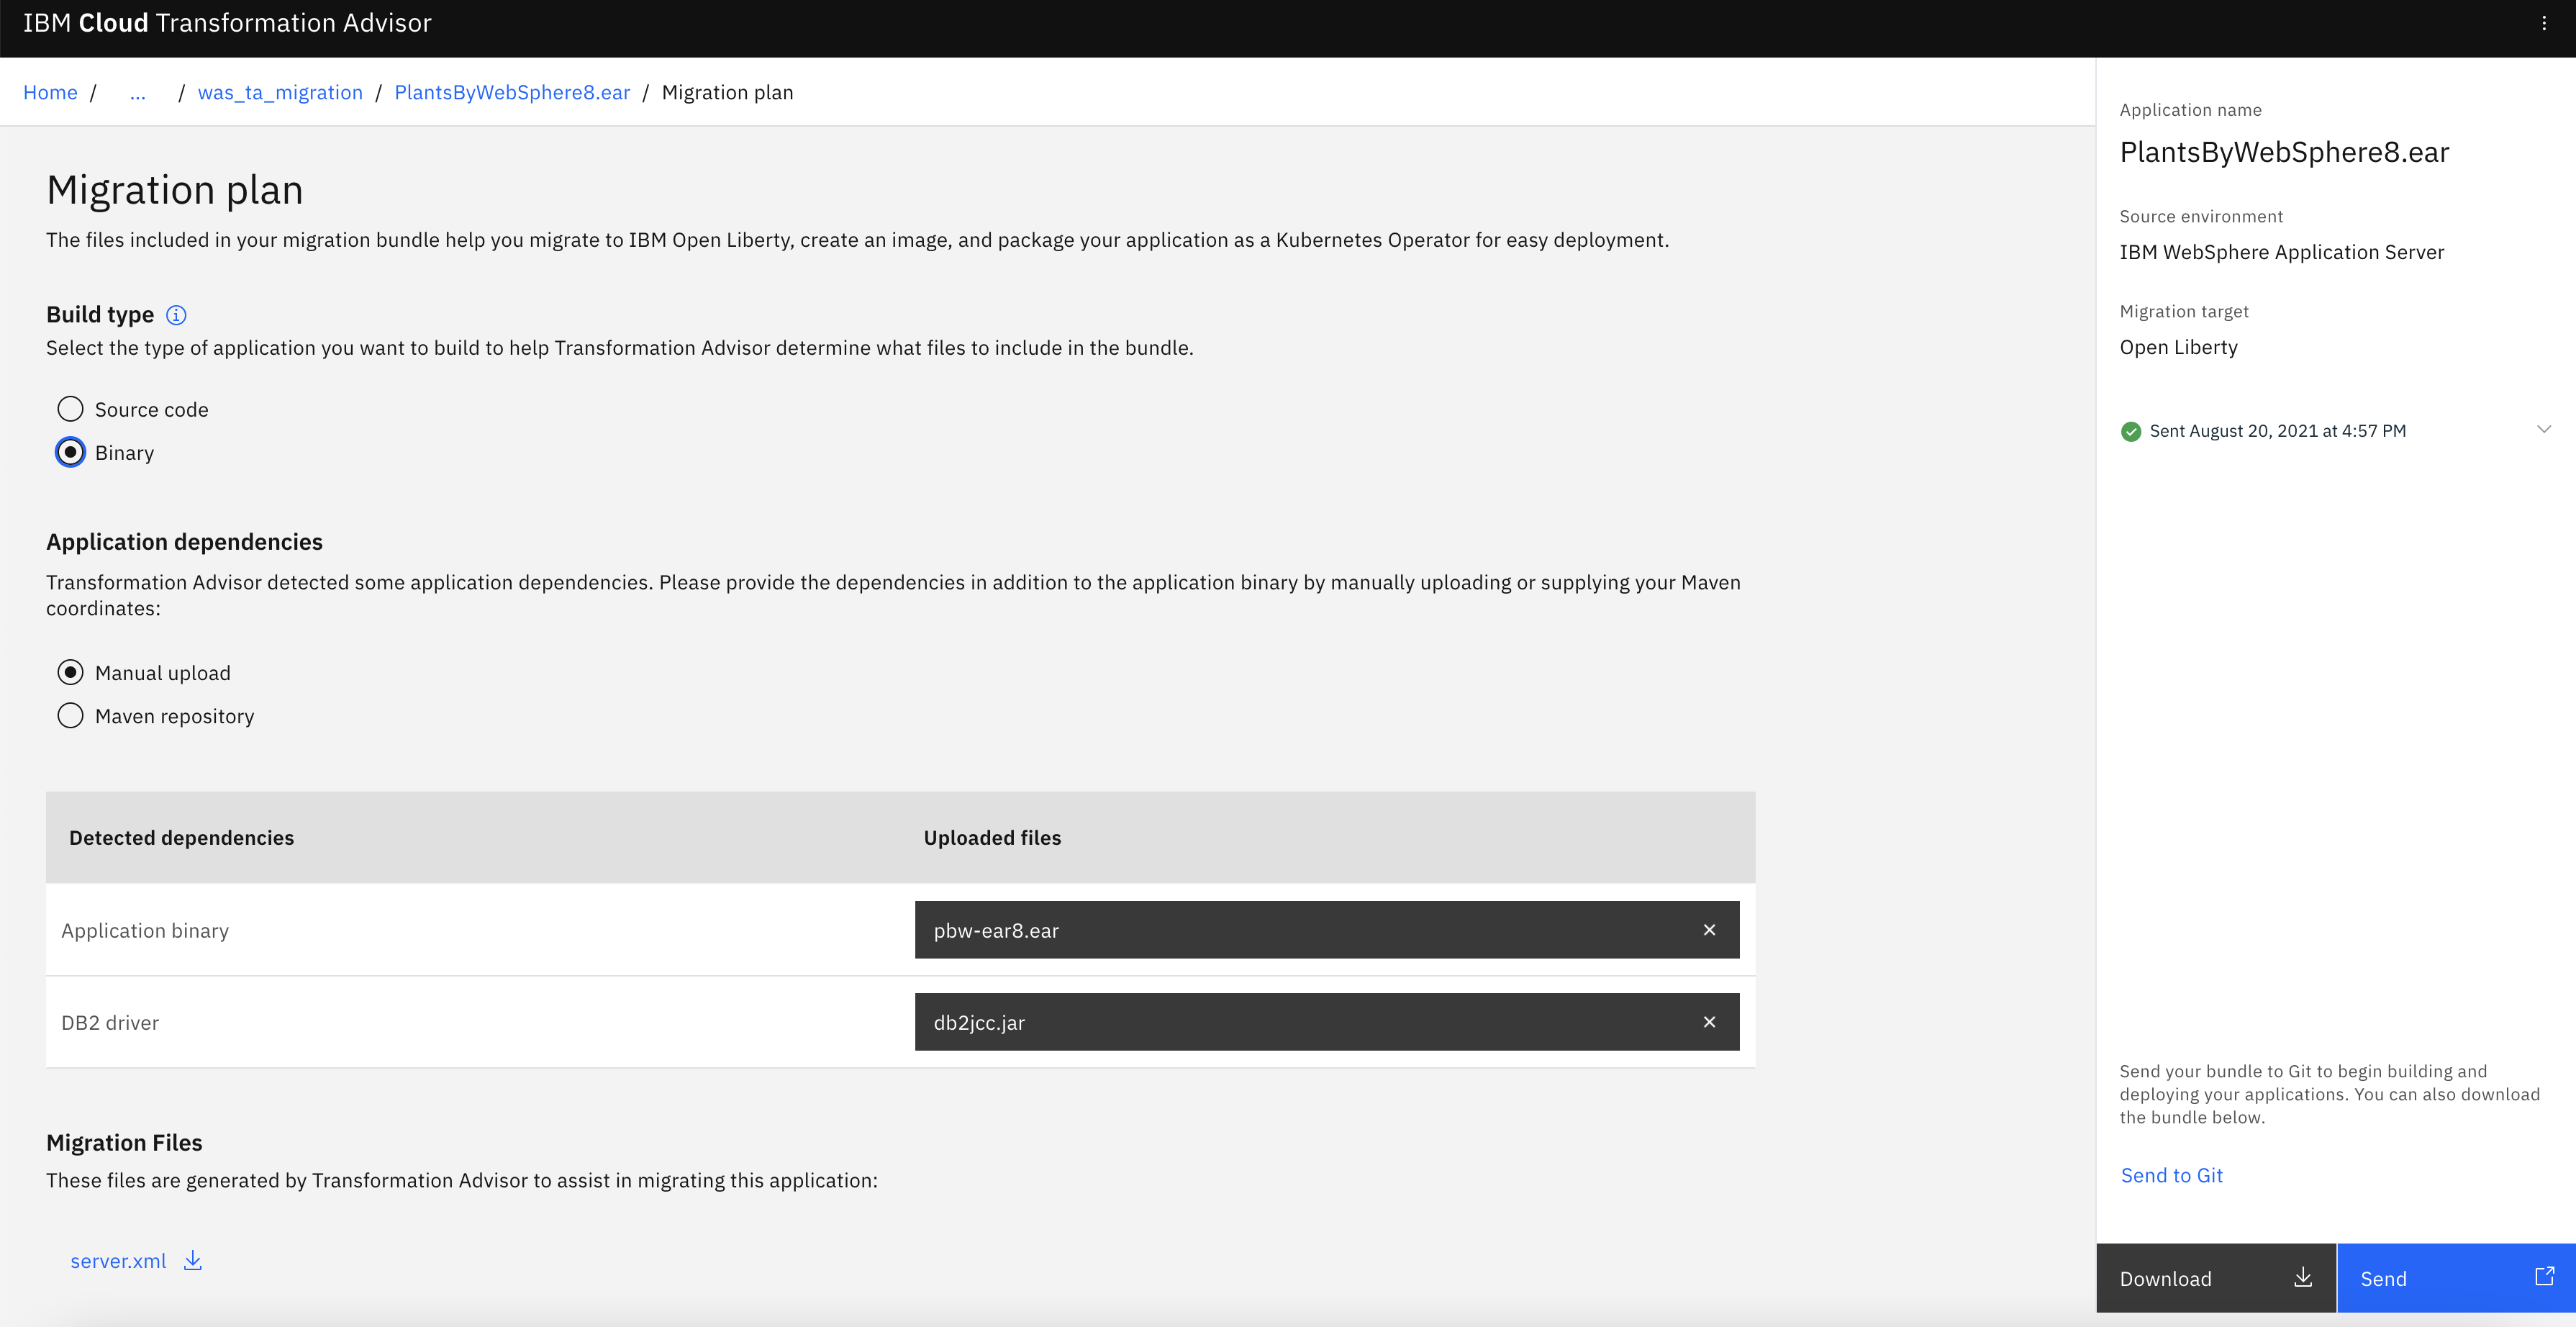 IBM Cloud Transformation Advisor
Home / ... / was_ta_migration / PlantsByWebSphere8.ear / Migration plan
Migration plan
The files included in your migration bundle help you migrate to IBM Open Liberty, create an image, and package your application as a Kubernetes Operator for easy deployment.
Build type
Select the type of application you want to build to help Transformation Advisor determine what files to include in the bundle.
Source code
Binary
Application dependencies
Transformation Advisor detected some application dependencies. Please provide the dependencies in addition to the application binary by manually uploading or supplying your Maven
coordinates:
Manual upload
Maven repository
Detected dependencies
Uploaded files
Application binary
pbw-ear8.ear
DB2 driver
db2jcc.jar
Migration Files
These files are generated by Transformation Advisor to assist in migrating this application:
server.xml
Application name
PlantsByWebSphere8.ear
Source environment
IBM WebSphere Application Server
Migration target
Open Liberty
Sent August 20, 2021 at 4:57 PM
Send your bundle to Git to begin building and
deploying your applications. You can also download
the bundle below.
Send to Git
Download
Send